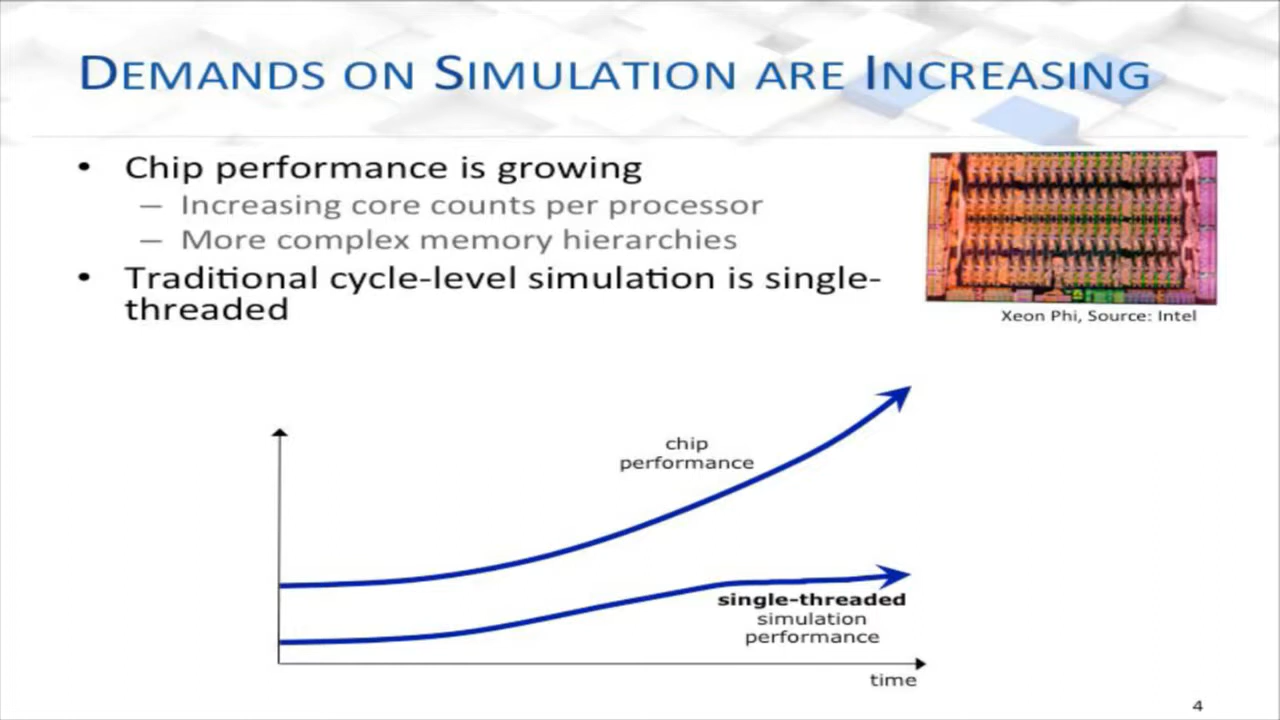 DEMANDS ON SIMULATION ARE INCREASING
• Chip performance is growing
– Increasing core counts per processor
– More complex memory hierarchies
• Traditional cycle-level simulation is single-
threaded
Xeon Phi, Source: Intel
chip
performance
single-threaded
simulation
performance
time
4